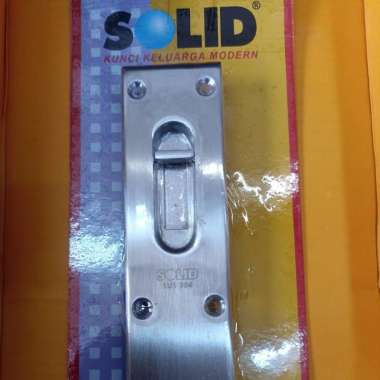 SOLID®
KUNCI KELUARGA MODERN
SOLID
SUS 304